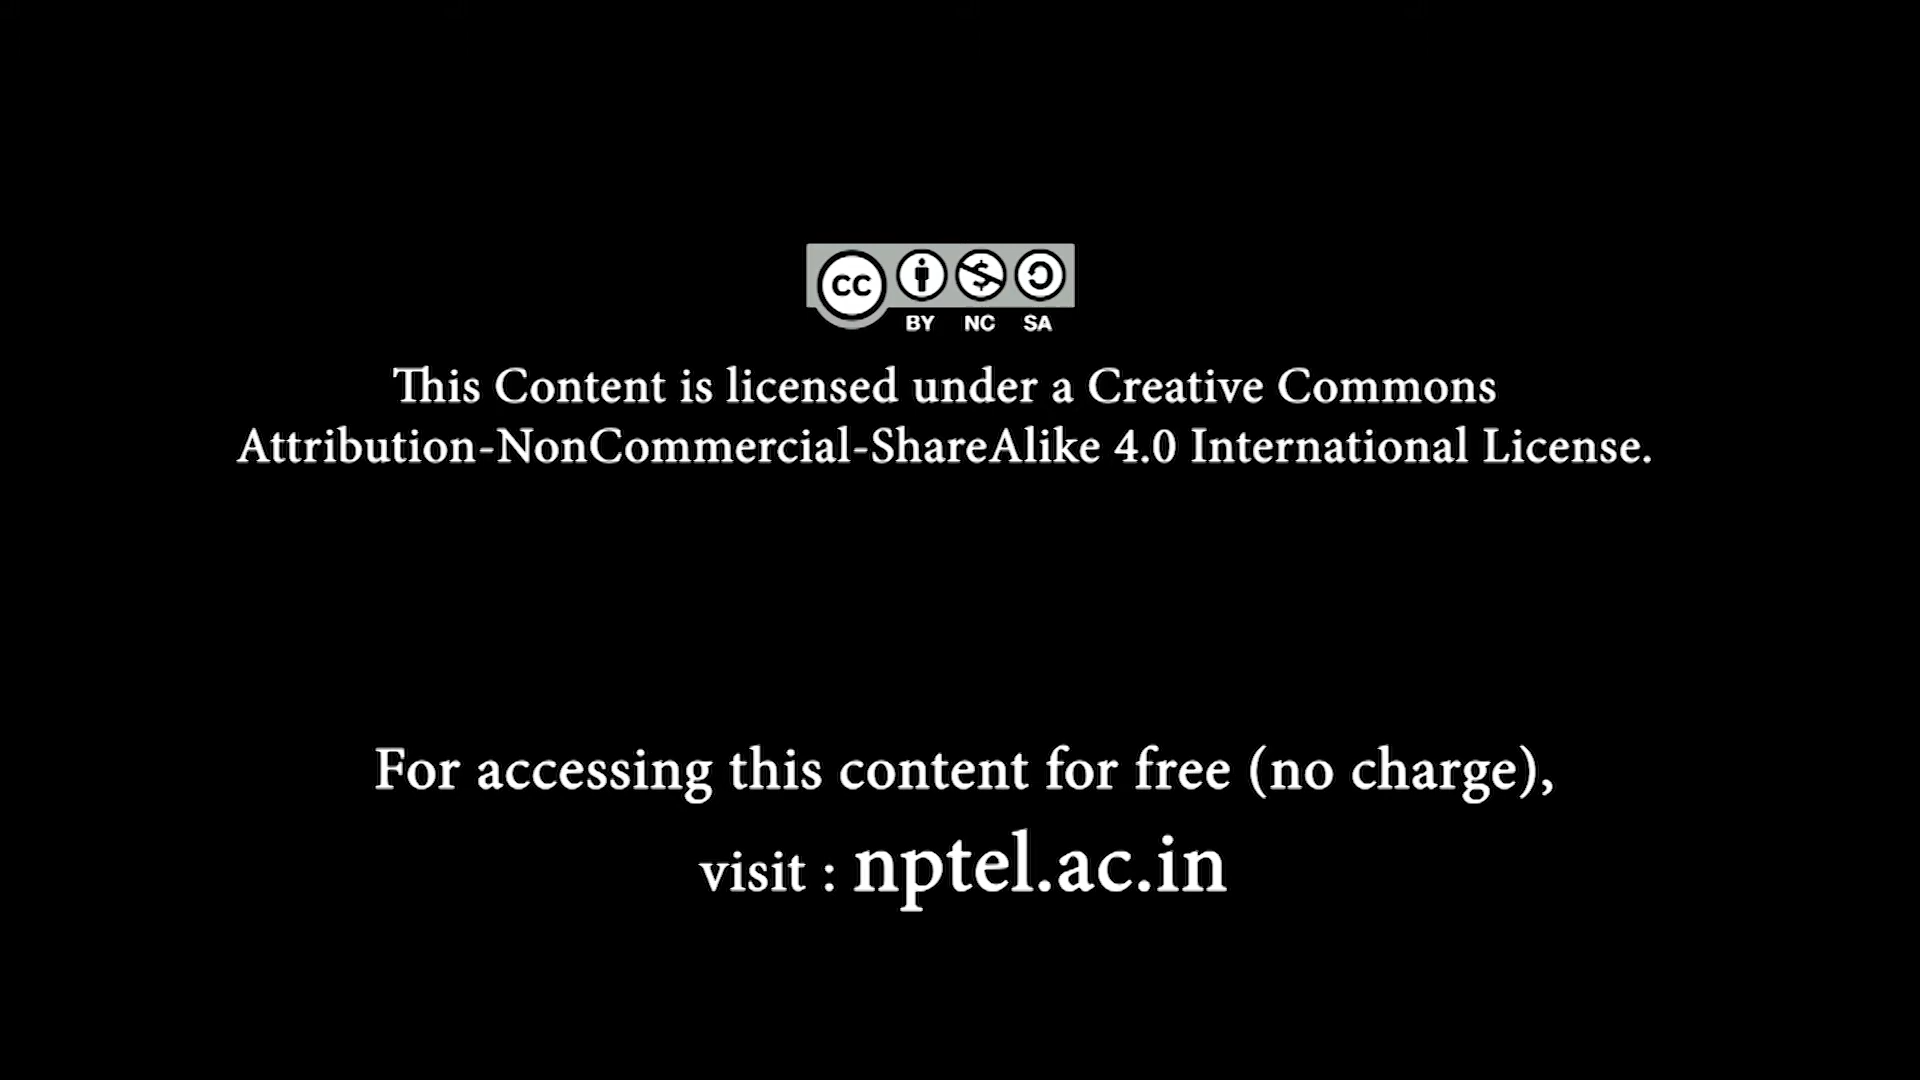 CC BY NC SA
This Content is licensed under a Creative Commons
Attribution-NonCommercial-ShareAlike 4.0 International License.
For accessing this content for free (no charge),
visit : nptel.ac.in